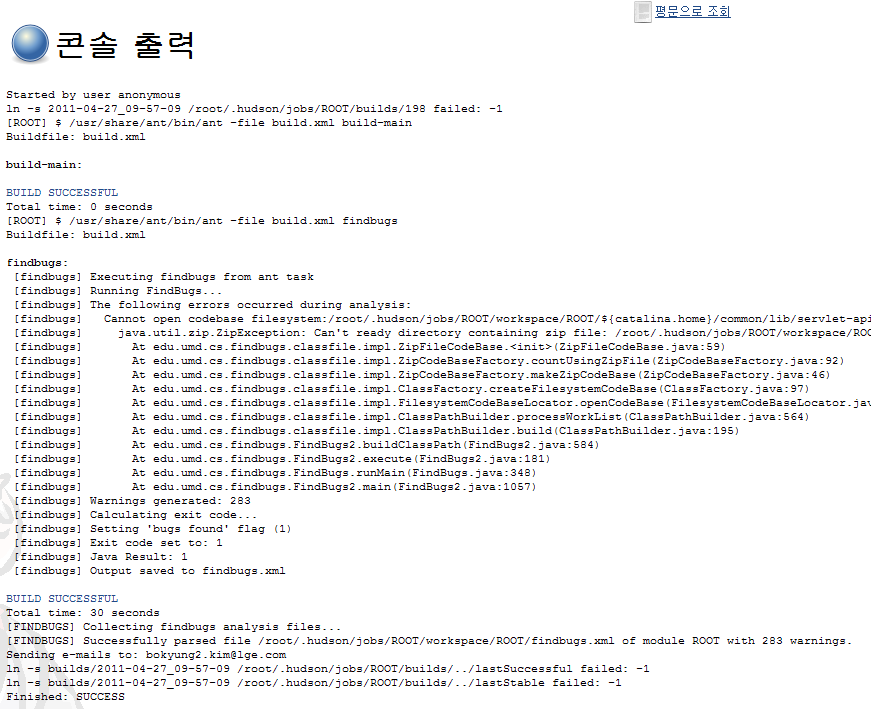 평문으로 조회
콘솔 출력
Started by user anonymous
ln -s 2011-04-27_09-57-09 /root/.hudson/jobs/ROOT/builds/198 failed: -1
[ROOT] $ /usr/share/ant/bin/ant -file build.xml build-main
Buildfile: build.xml
build-main:
BUILD SUCCESSFUL
Total time: 0 seconds
[ROOT] $ /usr/share/ant/bin/ant -file build.xml findbugs
Buildfile: build.xml
findbugs:
[findbugs] Executing findbugs from ant task
[findbugs] Running FindBugs...
[findbugs] The following errors occurred during analysis:
[findbugs]   Cannot open codebase filesystem:/root/.hudson/jobs/ROOT/workspace/ROOT/${catalina.home}/common/lib/servlet-api
[findbugs]     java.util.zip.ZipException: Can't ready directory containing zip file: /root/.hudson/jobs/ROOT/workspace/ROO
[findbugs]       At edu.umd.cs.findbugs.classfile.impl.ZipFileCodeBase.<init>(ZipFileCodeBase.java:59)
[findbugs]       At edu.umd.cs.findbugs.classfile.impl.ZipCodeBaseFactory.countUsingZipFile(ZipCodeBaseFactory.java:92)
[findbugs]       At edu.umd.cs.findbugs.classfile.impl.ZipCodeBaseFactory.makeZipCodeBase(ZipCodeBaseFactory.java:46)
[findbugs]       At edu.umd.cs.findbugs.classfile.impl.ClassFactory.createFilesystemCodeBase(ClassFactory.java:97)
[findbugs]       At edu.umd.cs.findbugs.classfile.impl.FilesystemCodeBaseLocator.openCodeBase(FilesystemCodeBaseLocator.jav
[findbugs]       At edu.umd.cs.findbugs.classfile.impl.ClassPathBuilder.processWorkList(ClassPathBuilder.java:564)
[findbugs]       At edu.umd.cs.findbugs.classfile.impl.ClassPathBuilder.build(ClassPathBuilder.java:195)
[findbugs]       At edu.umd.cs.findbugs.FindBugs2.buildClassPath(FindBugs2.java:584)
[findbugs]       At edu.umd.cs.findbugs.FindBugs2.execute(FindBugs2.java:181)
[findbugs]       At edu.umd.cs.findbugs.FindBugs.runMain(FindBugs.java:348)
[findbugs]       At edu.umd.cs.findbugs.FindBugs2.main(FindBugs2.java:1057)
[findbugs] Warnings generated: 283
[findbugs] Calculating exit code...
[findbugs] Setting 'bugs found' flag (1)
[findbugs] Exit code set to: 1
[findbugs] Java Result: 1
[findbugs] Output saved to findbugs.xml
BUILD SUCCESSFUL
Total time: 30 seconds
[FINDBUGS] Collecting findbugs analysis files...
[FINDBUGS] Successfully parsed file /root/.hudson/jobs/ROOT/workspace/ROOT/findbugs.xml of module ROOT with 283 warnings.
Sending e-mails to: bokyung2.kim@lge.com
ln -s builds/2011-04-27_09-57-09 /root/.hudson/jobs/ROOT/builds/../lastSuccessful failed: -1
ln -s builds/2011-04-27_09-57-09 /root/.hudson/jobs/ROOT/builds/../lastStable failed: -1
Finished: SUCCESS